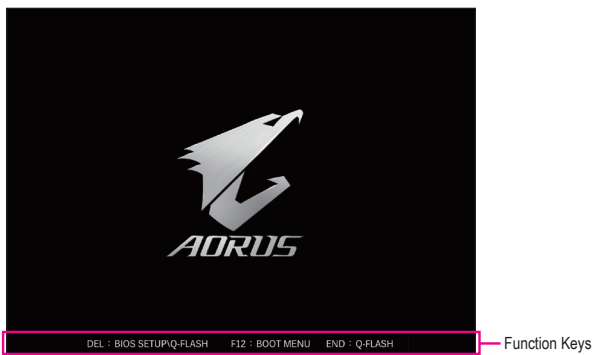 AORUS
DEL : BIOS SETUP\Q-FLASH F12 : BOOT MENU END : Q-FLASH
Function Keys